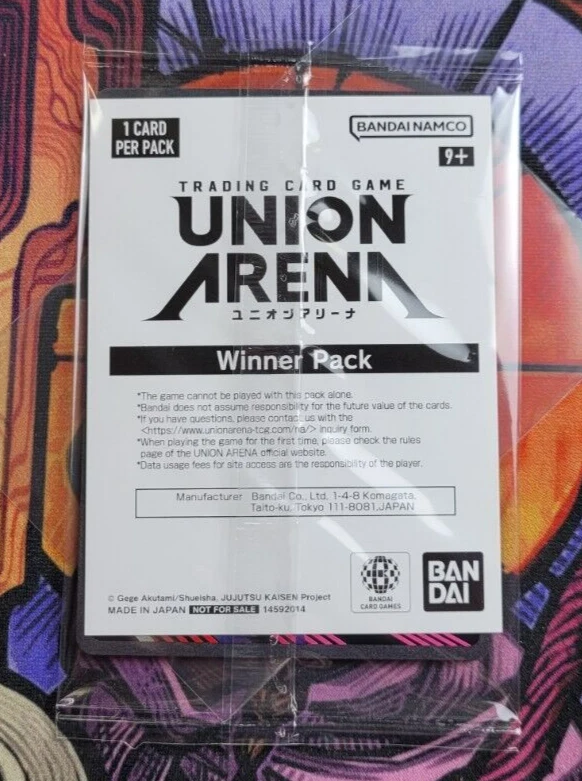 1 CARD
PER PACK
BANDAI NAMCO
9+
TRADING CARD GAME
UNION
ARENA
ユニオンアリーナ
Winner Pack
*The game cannot be played with this pack alone.
*Bandai does not assume responsibility for the future value of the cards.
*If you have questions, please contact us with the
<https://www.unionarena-tcg.com/na/> inquiry form.
*When playing the game for the first time, please check the rules
page of the UNION ARENA official website.
*Data usage fees for site access are the responsibility of the player.
Manufacturer Bandai Co., Ltd. 1-4-8 Komagata,
Taito-ku, Tokyo 111-8081,JAPAN
BANDAI
CARD GAMES
BAN
DAI
© Gege Akutami/Shueisha, JUJUTSU KAISEN Project
MADE IN JAPAN NOT FOR SALE 14592014